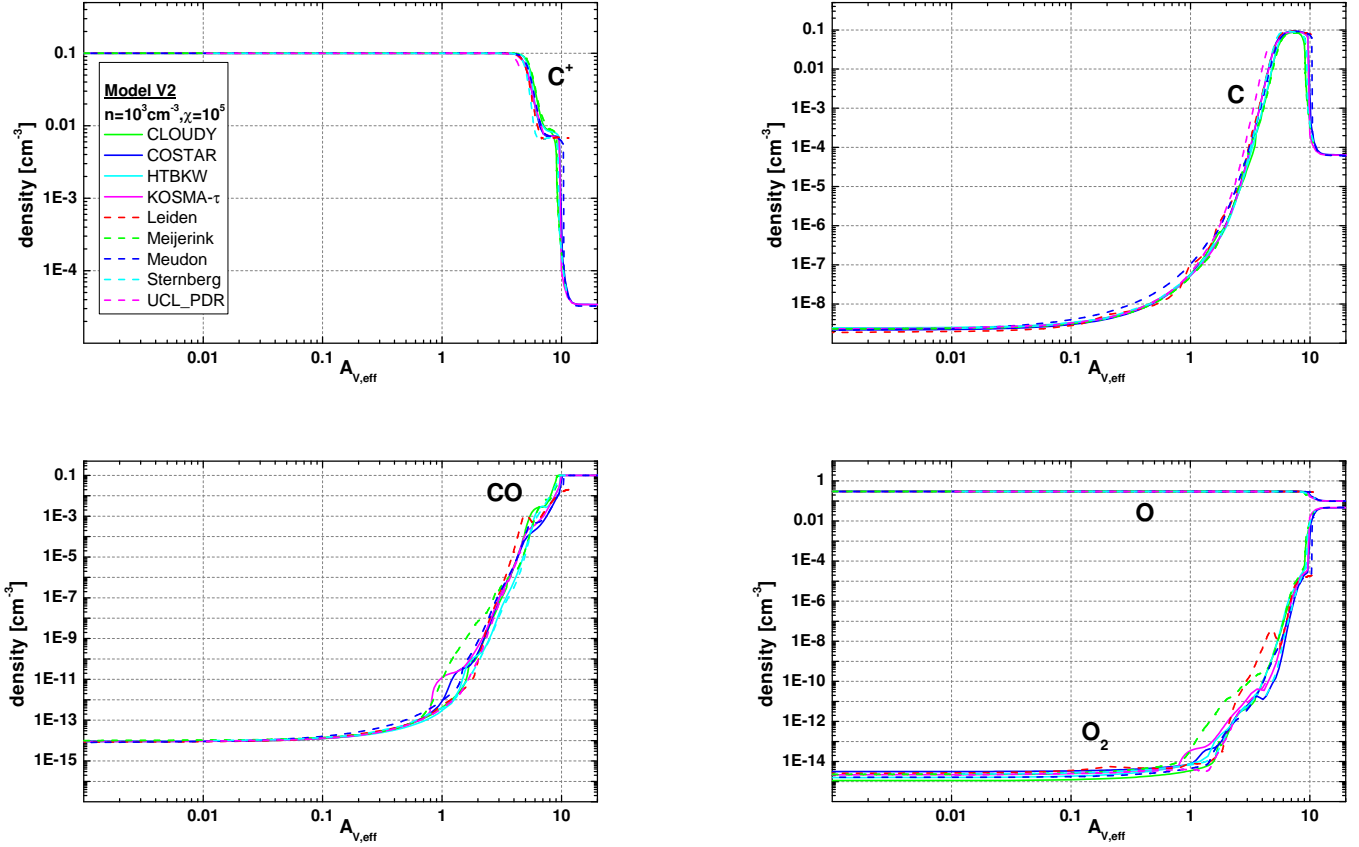 0.1
0.01
1E-3
1E-4
density [cm⁻³]
C⁺
Model V2
n=10³cm⁻³,χ=10⁵
CLOUDY
COSTAR
HTBKW
KOSMA-τ
Leiden
Meijerink
Meudon
Sternberg
UCL_PDR
0.01 0.1 1 10
A_V,eff
0.1
0.01
1E-3
1E-4
1E-5
1E-6
1E-7
1E-8
density [cm⁻³]
C
0.01 0.1 1 10
A_V,eff
0.1
1E-3
1E-5
1E-7
1E-9
1E-11
1E-13
1E-15
density [cm⁻³]
CO
0.01 0.1 1 10
A_V,eff
1
0.01
1E-4
1E-6
1E-8
1E-10
1E-12
1E-14
density [cm⁻³]
O
O₂
0.01 0.1 1 10
A_V,eff